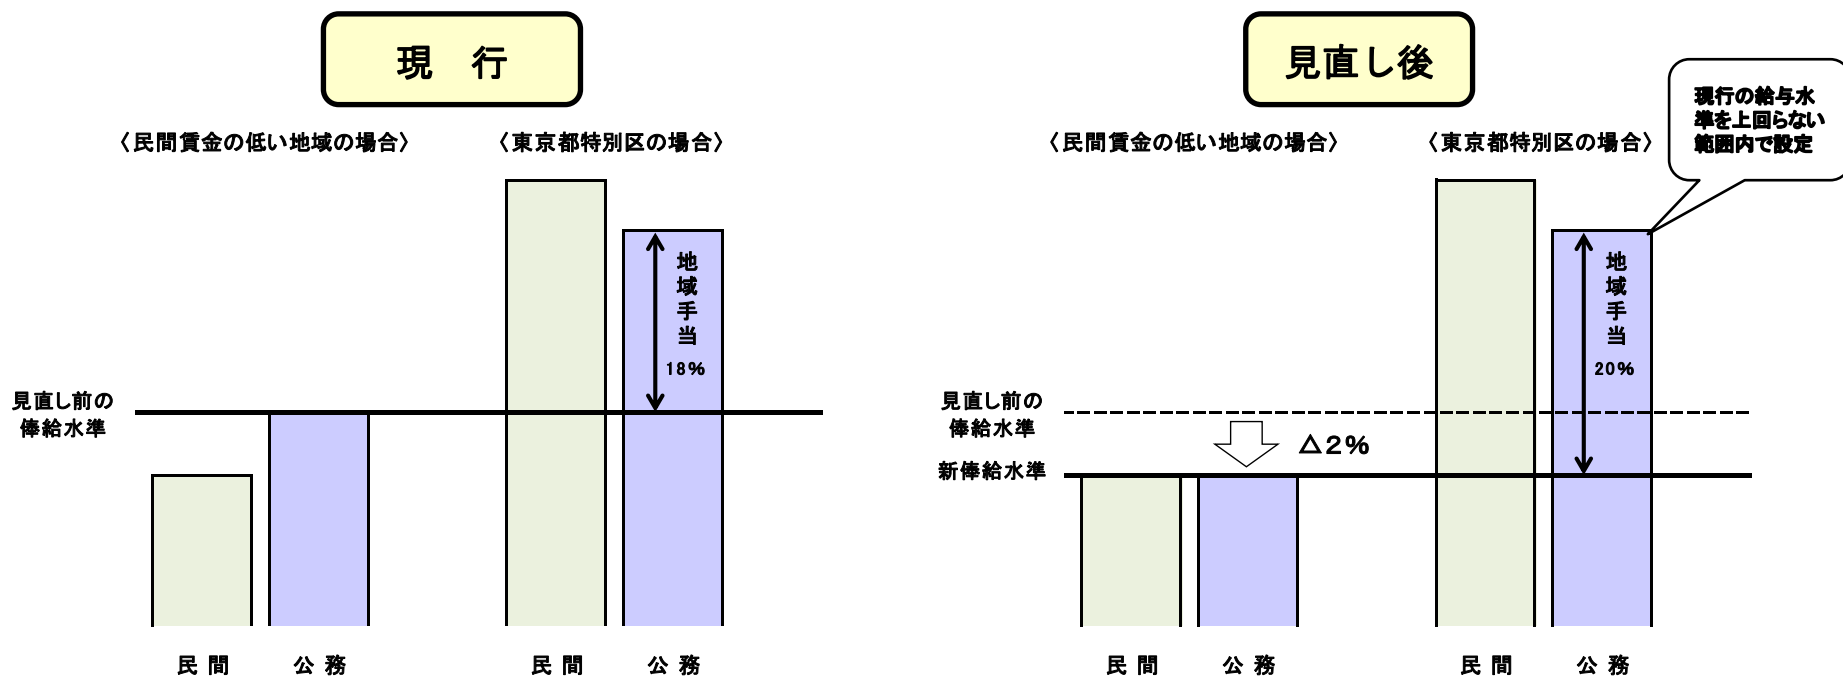 現 行
〈民間賃金の低い地域の場合〉
〈東京都特別区の場合〉
地域手当
18%
見直し前の
俸給水準
民 間
公 務
民 間
公 務
見直し後
現行の給与水
準を上回らない
範囲内で設定
〈民間賃金の低い地域の場合〉
〈東京都特別区の場合〉
地域手当
20%
見直し前の
俸給水準
△2%
新俸給水準
民 間
公 務
民 間
公 務